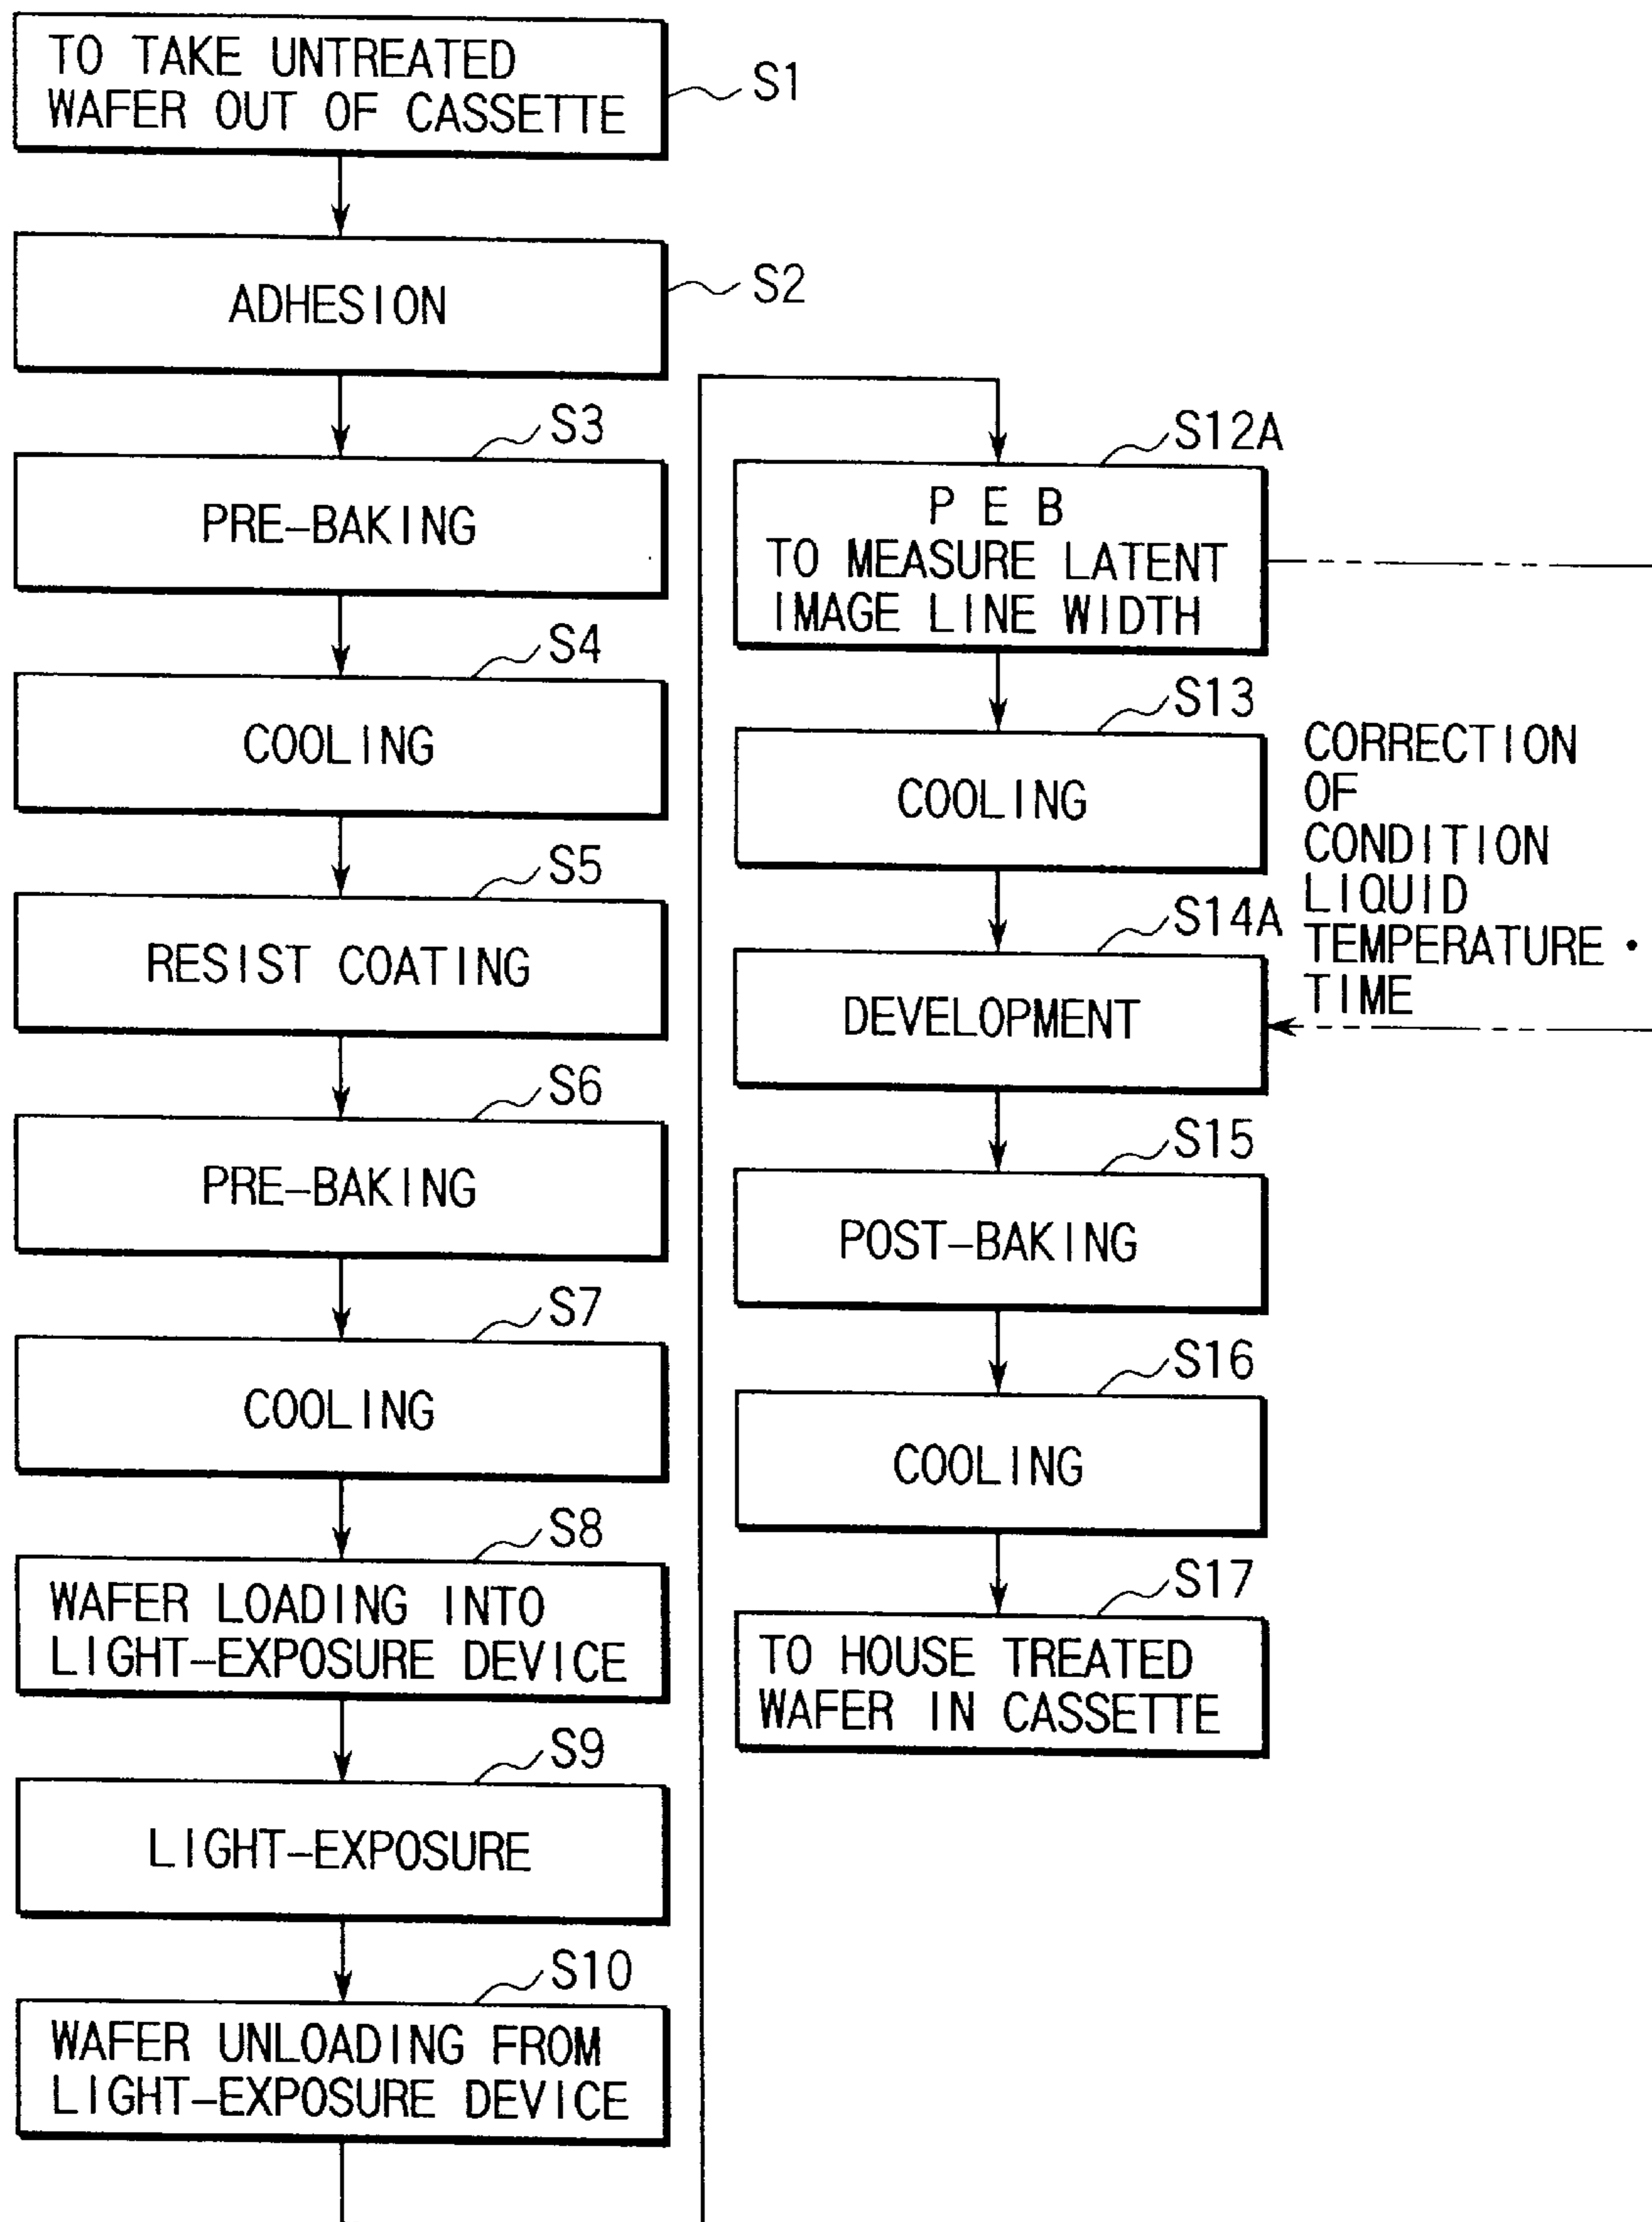 TO TAKE UNTREATED
WAFER OUT OF CASSETTE
S1
ADHESION
S2
S3
PRE-BAKING
S4
COOLING
S5
RESIST COATING
S6
PRE-BAKING
S7
COOLING
S8
WAFER LOADING INTO
LIGHT-EXPOSURE DEVICE
S9
LIGHT-EXPOSURE
S10
WAFER UNLOADING FROM
LIGHT-EXPOSURE DEVICE
S12A
P E B
TO MEASURE LATENT
IMAGE LINE WIDTH
S13
COOLING
CORRECTION
OF
CONDITION
LIQUID
TEMPERATURE ·
TIME
S14A
DEVELOPMENT
S15
POST-BAKING
S16
COOLING
S17
TO HOUSE TREATED
WAFER IN CASSETTE